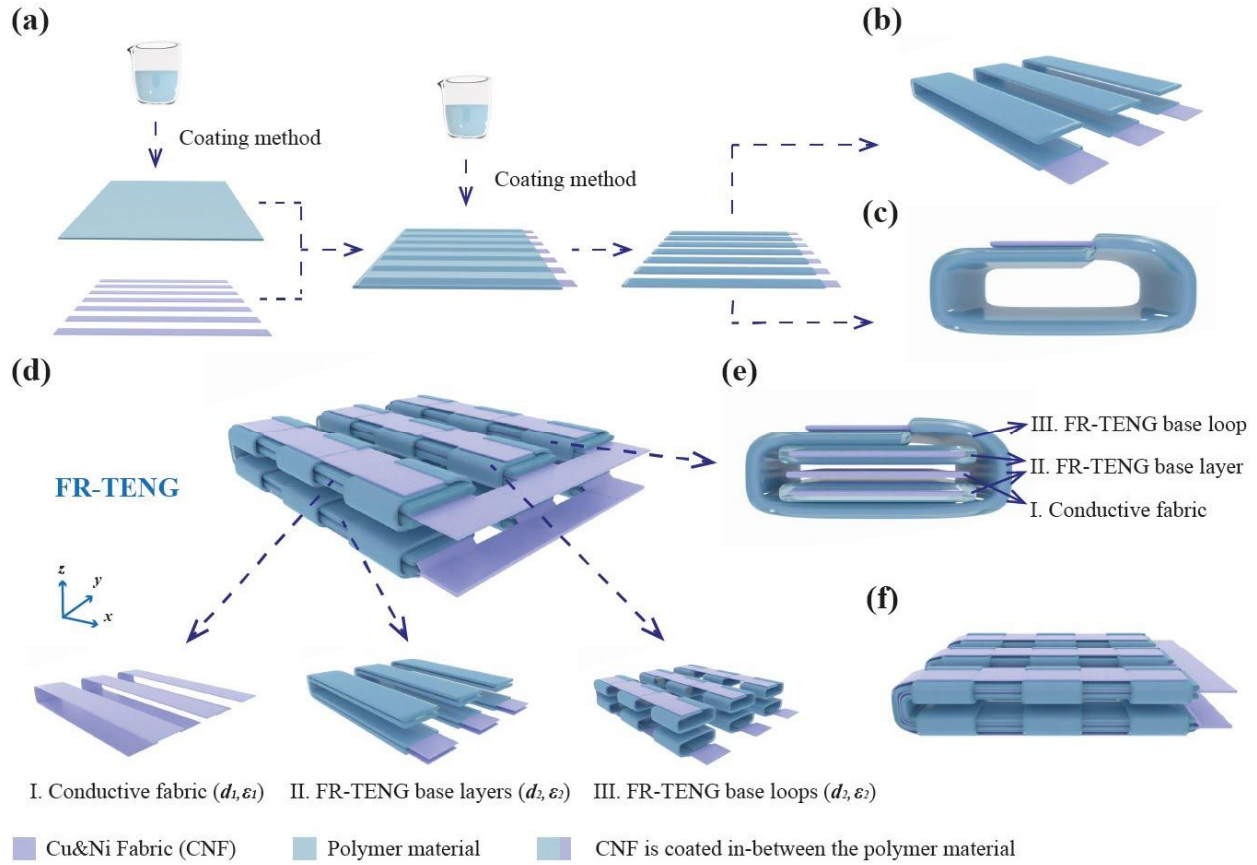 (a)
Coating method
Coating method
(b)
(c)
(d)
FR-TENG
z
y
x
(e)
III. FR-TENG base loop
II. FR-TENG base layer
I. Conductive fabric
(f)
I. Conductive fabric (d₁,ε₁)
II. FR-TENG base layers (d₂,ε₂)
III. FR-TENG base loops (d₂,ε₂)
Cu&Ni Fabric (CNF)
Polymer material
CNF is coated in-between the polymer material